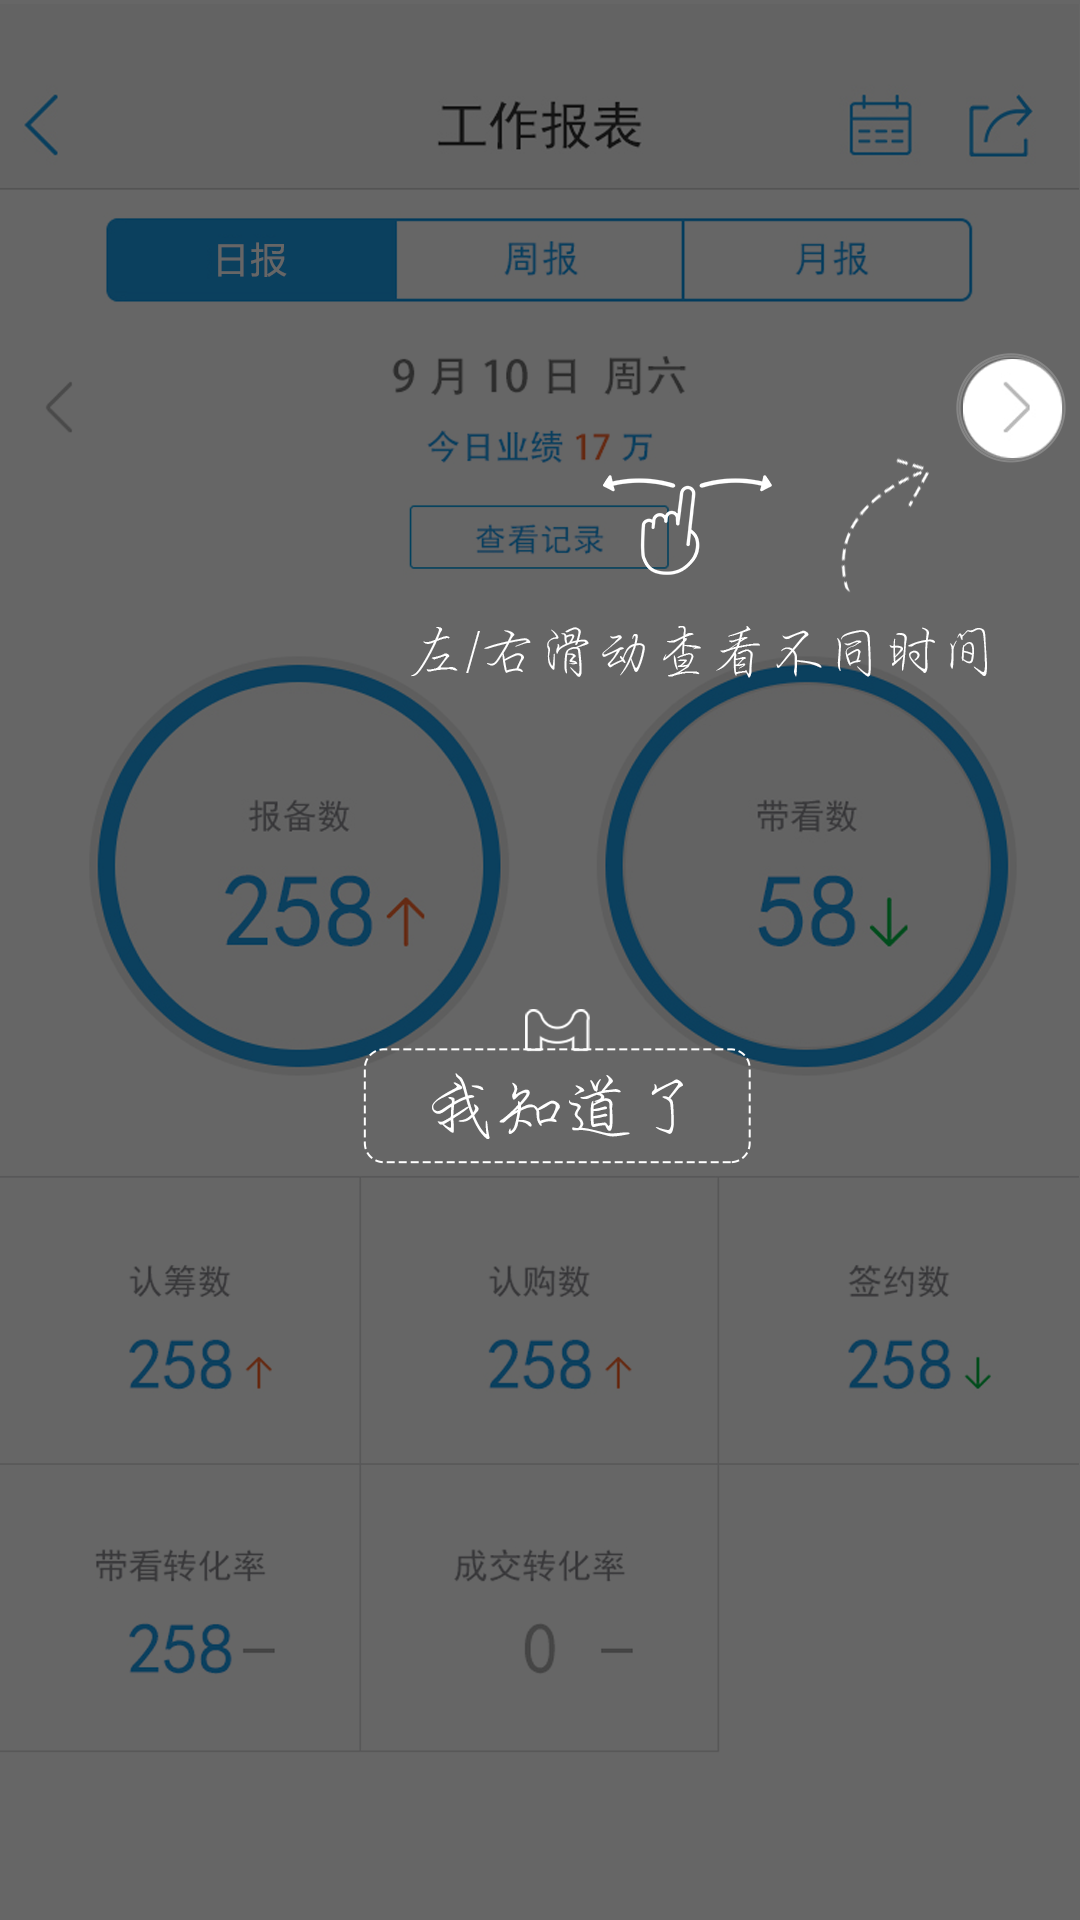 工作报表
日报 周报 月报
9 月 10 日 周六
今日业绩 17 万
查看记录
左/右滑动查看不同时间
报备数 带看数
258 58
我知道了
认筹数 认购数 签约数
258 258 258
带看转化率 成交转化率
258 0